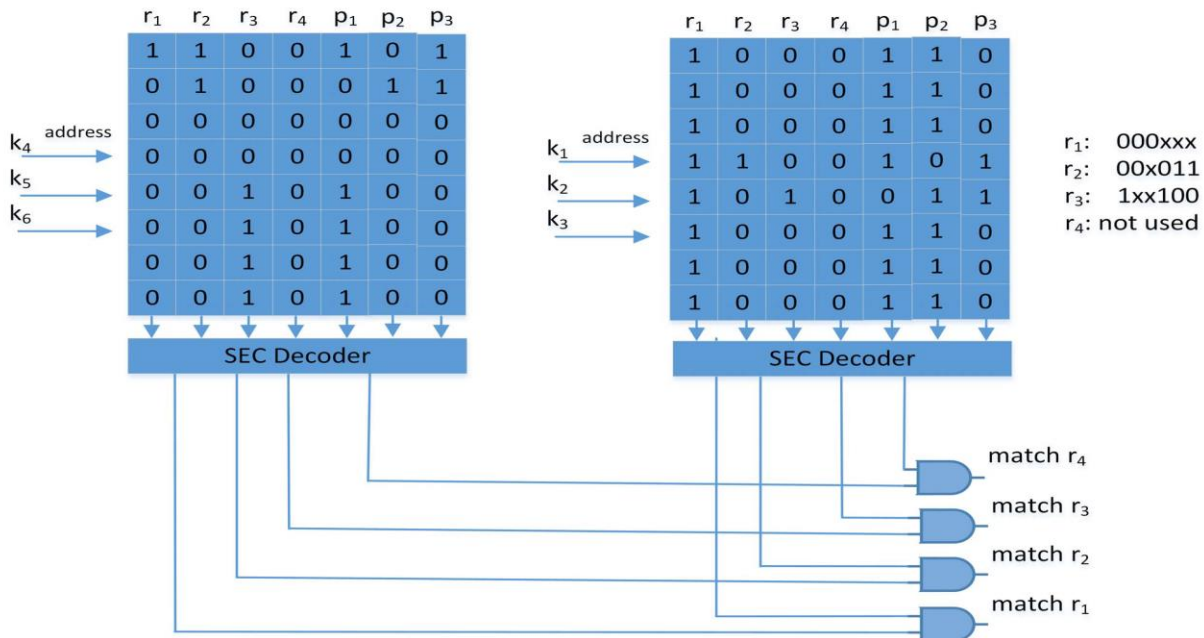 r1 r2 r3 r4 p1 p2 p3
1 1 0 0 1 0 1
0 1 0 0 0 1 1
0 0 0 0 0 0 0
0 0 0 0 0 0 0
0 0 1 0 1 0 0
0 0 1 0 1 0 0
0 0 1 0 1 0 0
0 0 1 0 1 0 0
k4
address
k5
k6
SEC Decoder
r1 r2 r3 r4 p1 p2 p3
1 0 0 0 1 1 0
1 0 0 0 1 1 0
1 0 0 0 1 1 0
1 1 0 0 1 0 1
1 0 1 0 0 1 1
1 0 0 0 1 1 0
1 0 0 0 1 1 0
1 0 0 0 1 1 0
k1
address
k2
k3
SEC Decoder
r1: 000xxx
r2: 00x011
r3: 1xx100
r4: not used
match r4
match r3
match r2
match r1